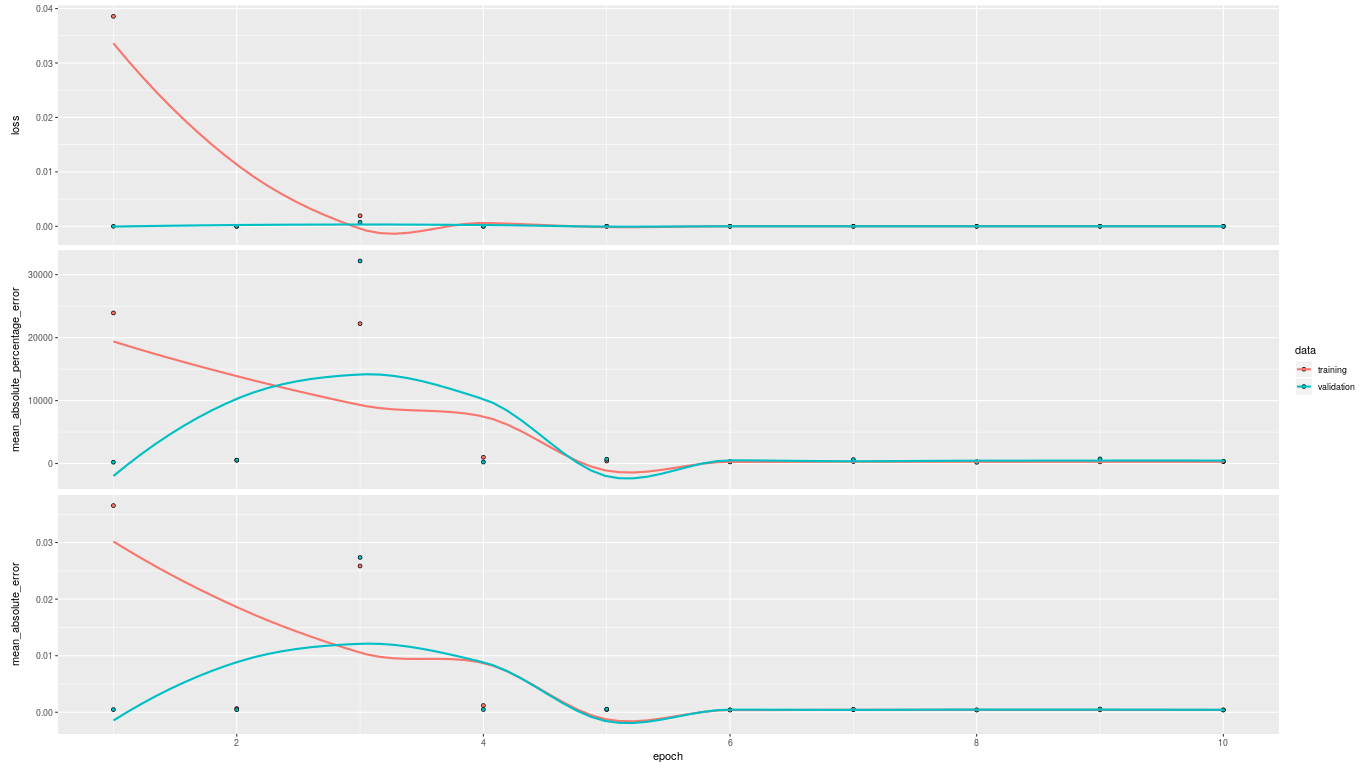 0.04
0.03
0.02
0.01
0.00
loss
30000
20000
10000
0
mean_absolute_percentage_error
0.03
0.02
0.01
0.00
mean_absolute_error
2
4
6
8
10
epoch
data
training
validation